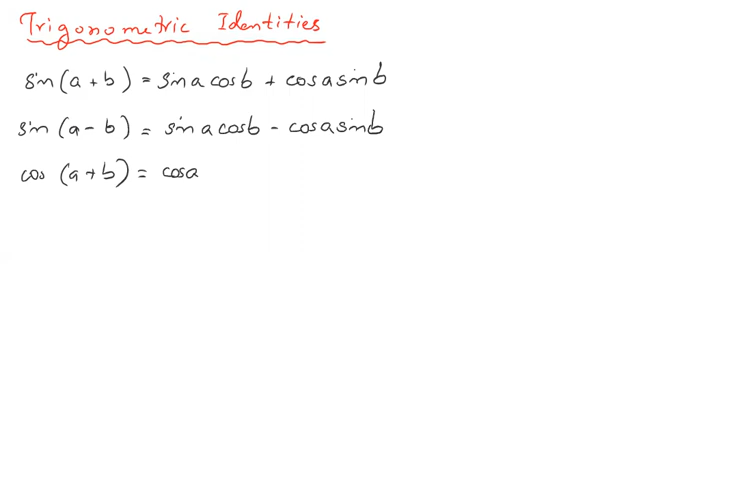 Trigonometric Identities
sin(a + b) = sin a cos b + cos a sin b
sin(a - b) = sin a cos b - cos a sin b
cos(a + b) = cos a